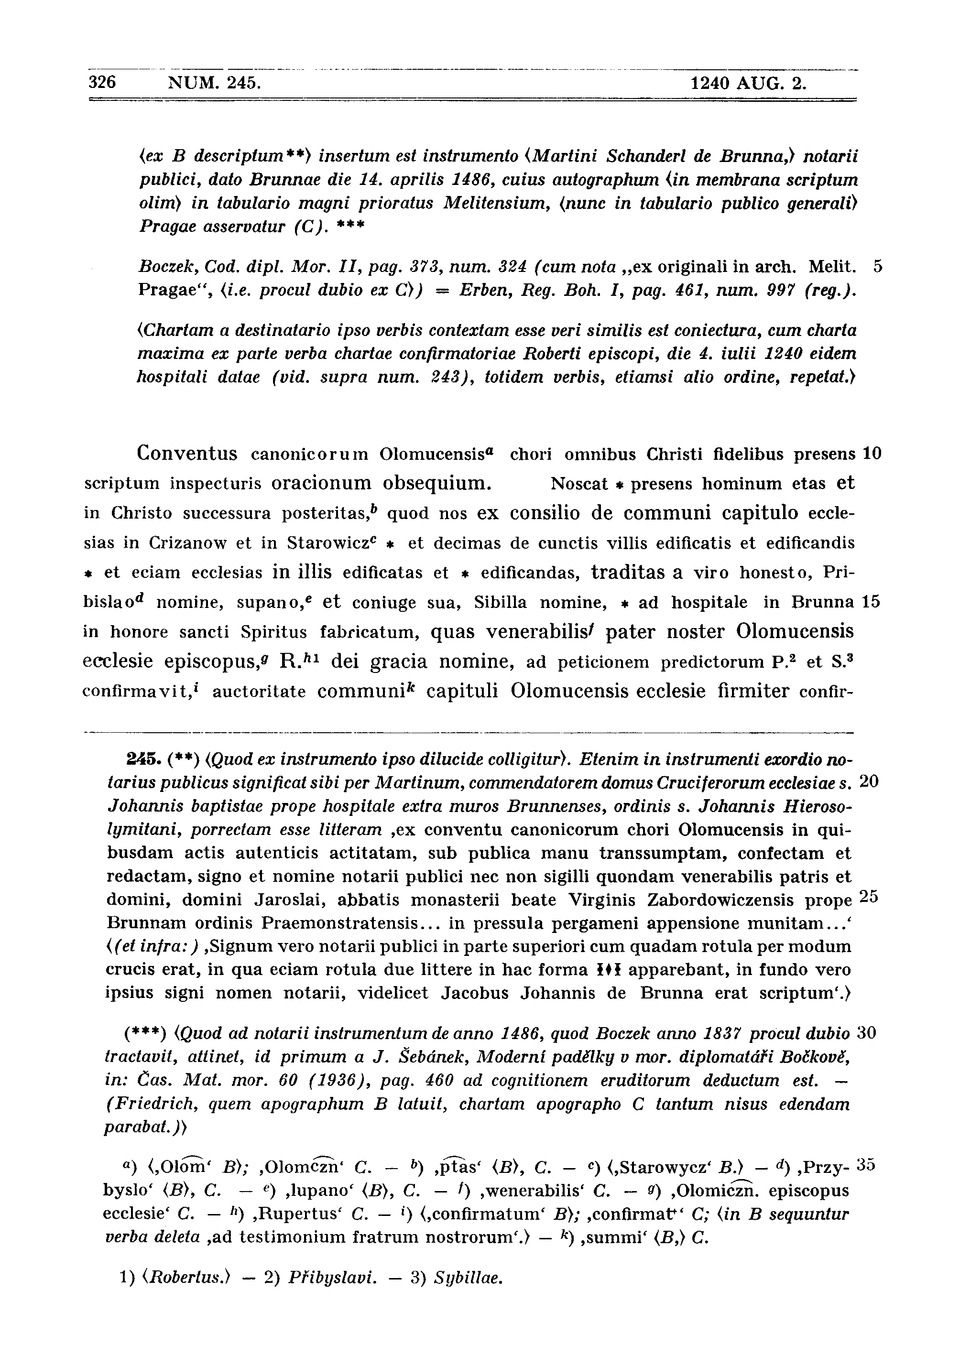 326 NUM. 245. 1240 AUG. 2.
⟨ex B descriptum**⟩ insertum est instrumento ⟨Martini Schanderl de Brunna,⟩ notarii
publici, dato Brunnae die 14. aprilis 1486, cuius autographum ⟨in membrana scriptum
olim⟩ in tabulario magni prioratus Melitensium, ⟨nunc in tabulario publico generali⟩
Pragae asservatur (C). ***
Boczek, Cod. dipl. Mor. II, pag. 373, num. 324 (cum nota „ex originali in arch. Melit. 5
Pragae“, ⟨i.e. procul dubio ex C⟩) = Erben, Reg. Boh. I, pag. 461, num. 997 (reg.).
⟨Chartam a destinatario ipso verbis contextam esse veri similis est coniectura, cum charta
maxima ex parte verba chartae confirmatoriae Roberti episcopi, die 4. iulii 1240 eidem
hospitali datae (vid. supra num. 243), totidem verbis, etiamsi alio ordine, repetat.⟩
Conventus canonicorum Olomucensisᵃ chori omnibus Christi fidelibus presens 10
scriptum inspecturis oracionum obsequium. Noscat * presens hominum etas et
in Christo successura posteritas,ᵇ quod nos ex consilio de communi capitulo eccle-
sias in Crizanow et in Starowiczᶜ * et decimas de cunctis villis edificatis et edificandis
* et eciam ecclesias in illis edificatas et * edificandas, traditas a viro honesto, Pri-
bislaoᵈ nomine, supano,ᵉ et coniuge sua, Sibilla nomine, * ad hospitale in Brunna 15
in honore sancti Spiritus fabricatum, quas venerabilisᶠ pater noster Olomucensis
ecclesie episcopus,ᵍ R.ʰ¹ dei gracia nomine, ad peticionem predictorum P.² et S.³
confirmavit,ⁱ auctoritate communiᵏ capituli Olomucensis ecclesie firmiter confir-
245. (**) ⟨Quod ex instrumento ipso dilucide colligitur⟩. Etenim in instrumenti exordio no-
tarius publicus significat sibi per Martinum, commendatorem domus Cruciferorum ecclesiae s. 20
Johannis baptistae prope hospitale extra muros Brunnenses, ordinis s. Johannis Hieroso-
lymitani, porrectam esse litteram ‚ex conventu canonicorum chori Olomucensis in qui-
busdam actis autenticis actitatam, sub publica manu transsumptam, confectam et
redactam, signo et nomine notarii publici nec non sigilli quondam venerabilis patris et
domini, domini Jaroslai, abbatis monasterii beate Virginis Zabordowiczensis prope 25
Brunnam ordinis Praemonstratensis... in pressula pergameni appensione munitam...‘
⟨(et infra:) ‚Signum vero notarii publici in parte superiori cum quadam rotula per modum
crucis erat, in qua eciam rotula due littere in hac forma apparebant, in fundo vero
ipsius signi nomen notarii, videlicet Jacobus Johannis de Brunna erat scriptum‘.⟩
(***) ⟨Quod ad notarii instrumentum de anno 1486, quod Boczek anno 1837 procul dubio 30
tractavit, attinet, id primum a J. Šebánek, Moderní padělky v mor. diplomatáři Bočkově,
in: Čas. Mat. mor. 60 (1936), pag. 460 ad cognitionem eruditorum deductum est. —
(Friedrich, quem apographum B latuit, chartam apographo C tantum nisus edendam
parabat.)⟩
ᵃ) ⟨‚Olom̑‘ B⟩; ‚Olomczn̑‘ C. — ᵇ) ‚ptas̑‘ ⟨B⟩, C. — ᶜ) ⟨‚Starowycz‘ B.⟩ — ᵈ) ‚Przy- 35
byslo‘ ⟨B⟩, C. — ᵉ) ‚lupano‘ ⟨B⟩, C. — ᶠ) ‚wenerabilis‘ C. — ᵍ) ‚Olomiczn̑. episcopus
ecclesie‘ C. — ʰ) ‚Rupertus‘ C. — ⁱ) ⟨‚confirmatum‘ B⟩; ‚confirmat‘ C; ⟨in B sequuntur
verba deleta ‚ad testimonium fratrum nostrorum‘.⟩ — ᵏ) ‚summi‘ ⟨B,⟩ C.
1) ⟨Robertus.⟩ — 2) Přibyslavi. — 3) Sybillae.